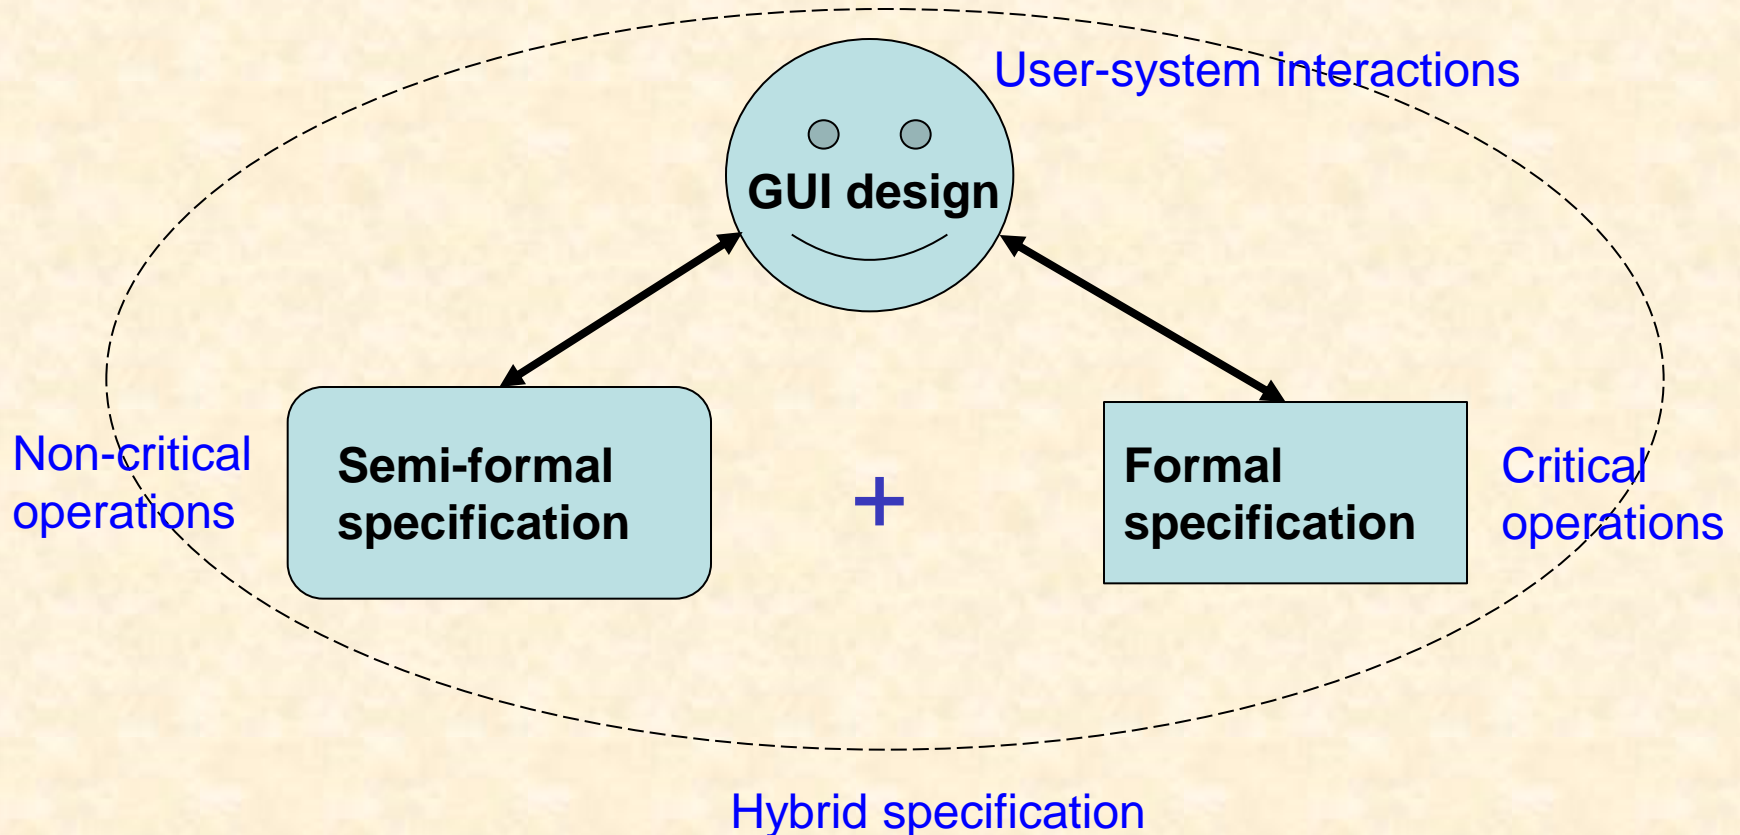 User-system interactions
GUI design
Non-critical
operations
Semi-formal
specification
+
Formal
specification
Critical
operations
Hybrid specification